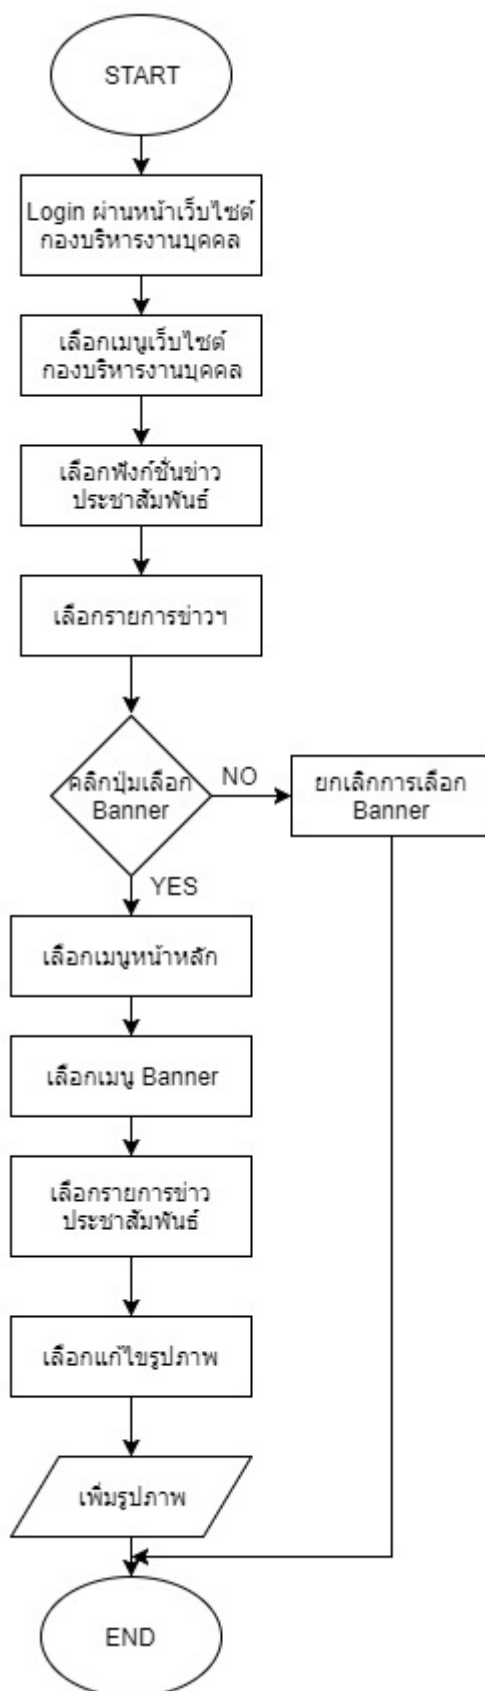 START
Login ผ่านหน้าเว็บไซต์
กองบริหารงานบุคคล
เลือกเมนูเว็บไซต์
กองบริหารงานบุคคล
เลือกฟังก์ชั่นข่าว
ประชาสัมพันธ์
เลือกรายการข่าวฯ
คลิกปุ่มเลือก
Banner
NO
ยกเลิกการเลือก
Banner
YES
เลือกเมนูหน้าหลัก
เลือกเมนู Banner
เลือกรายการข่าว
ประชาสัมพันธ์
เลือกแก้ไขรูปภาพ
เพิ่มรูปภาพ
END